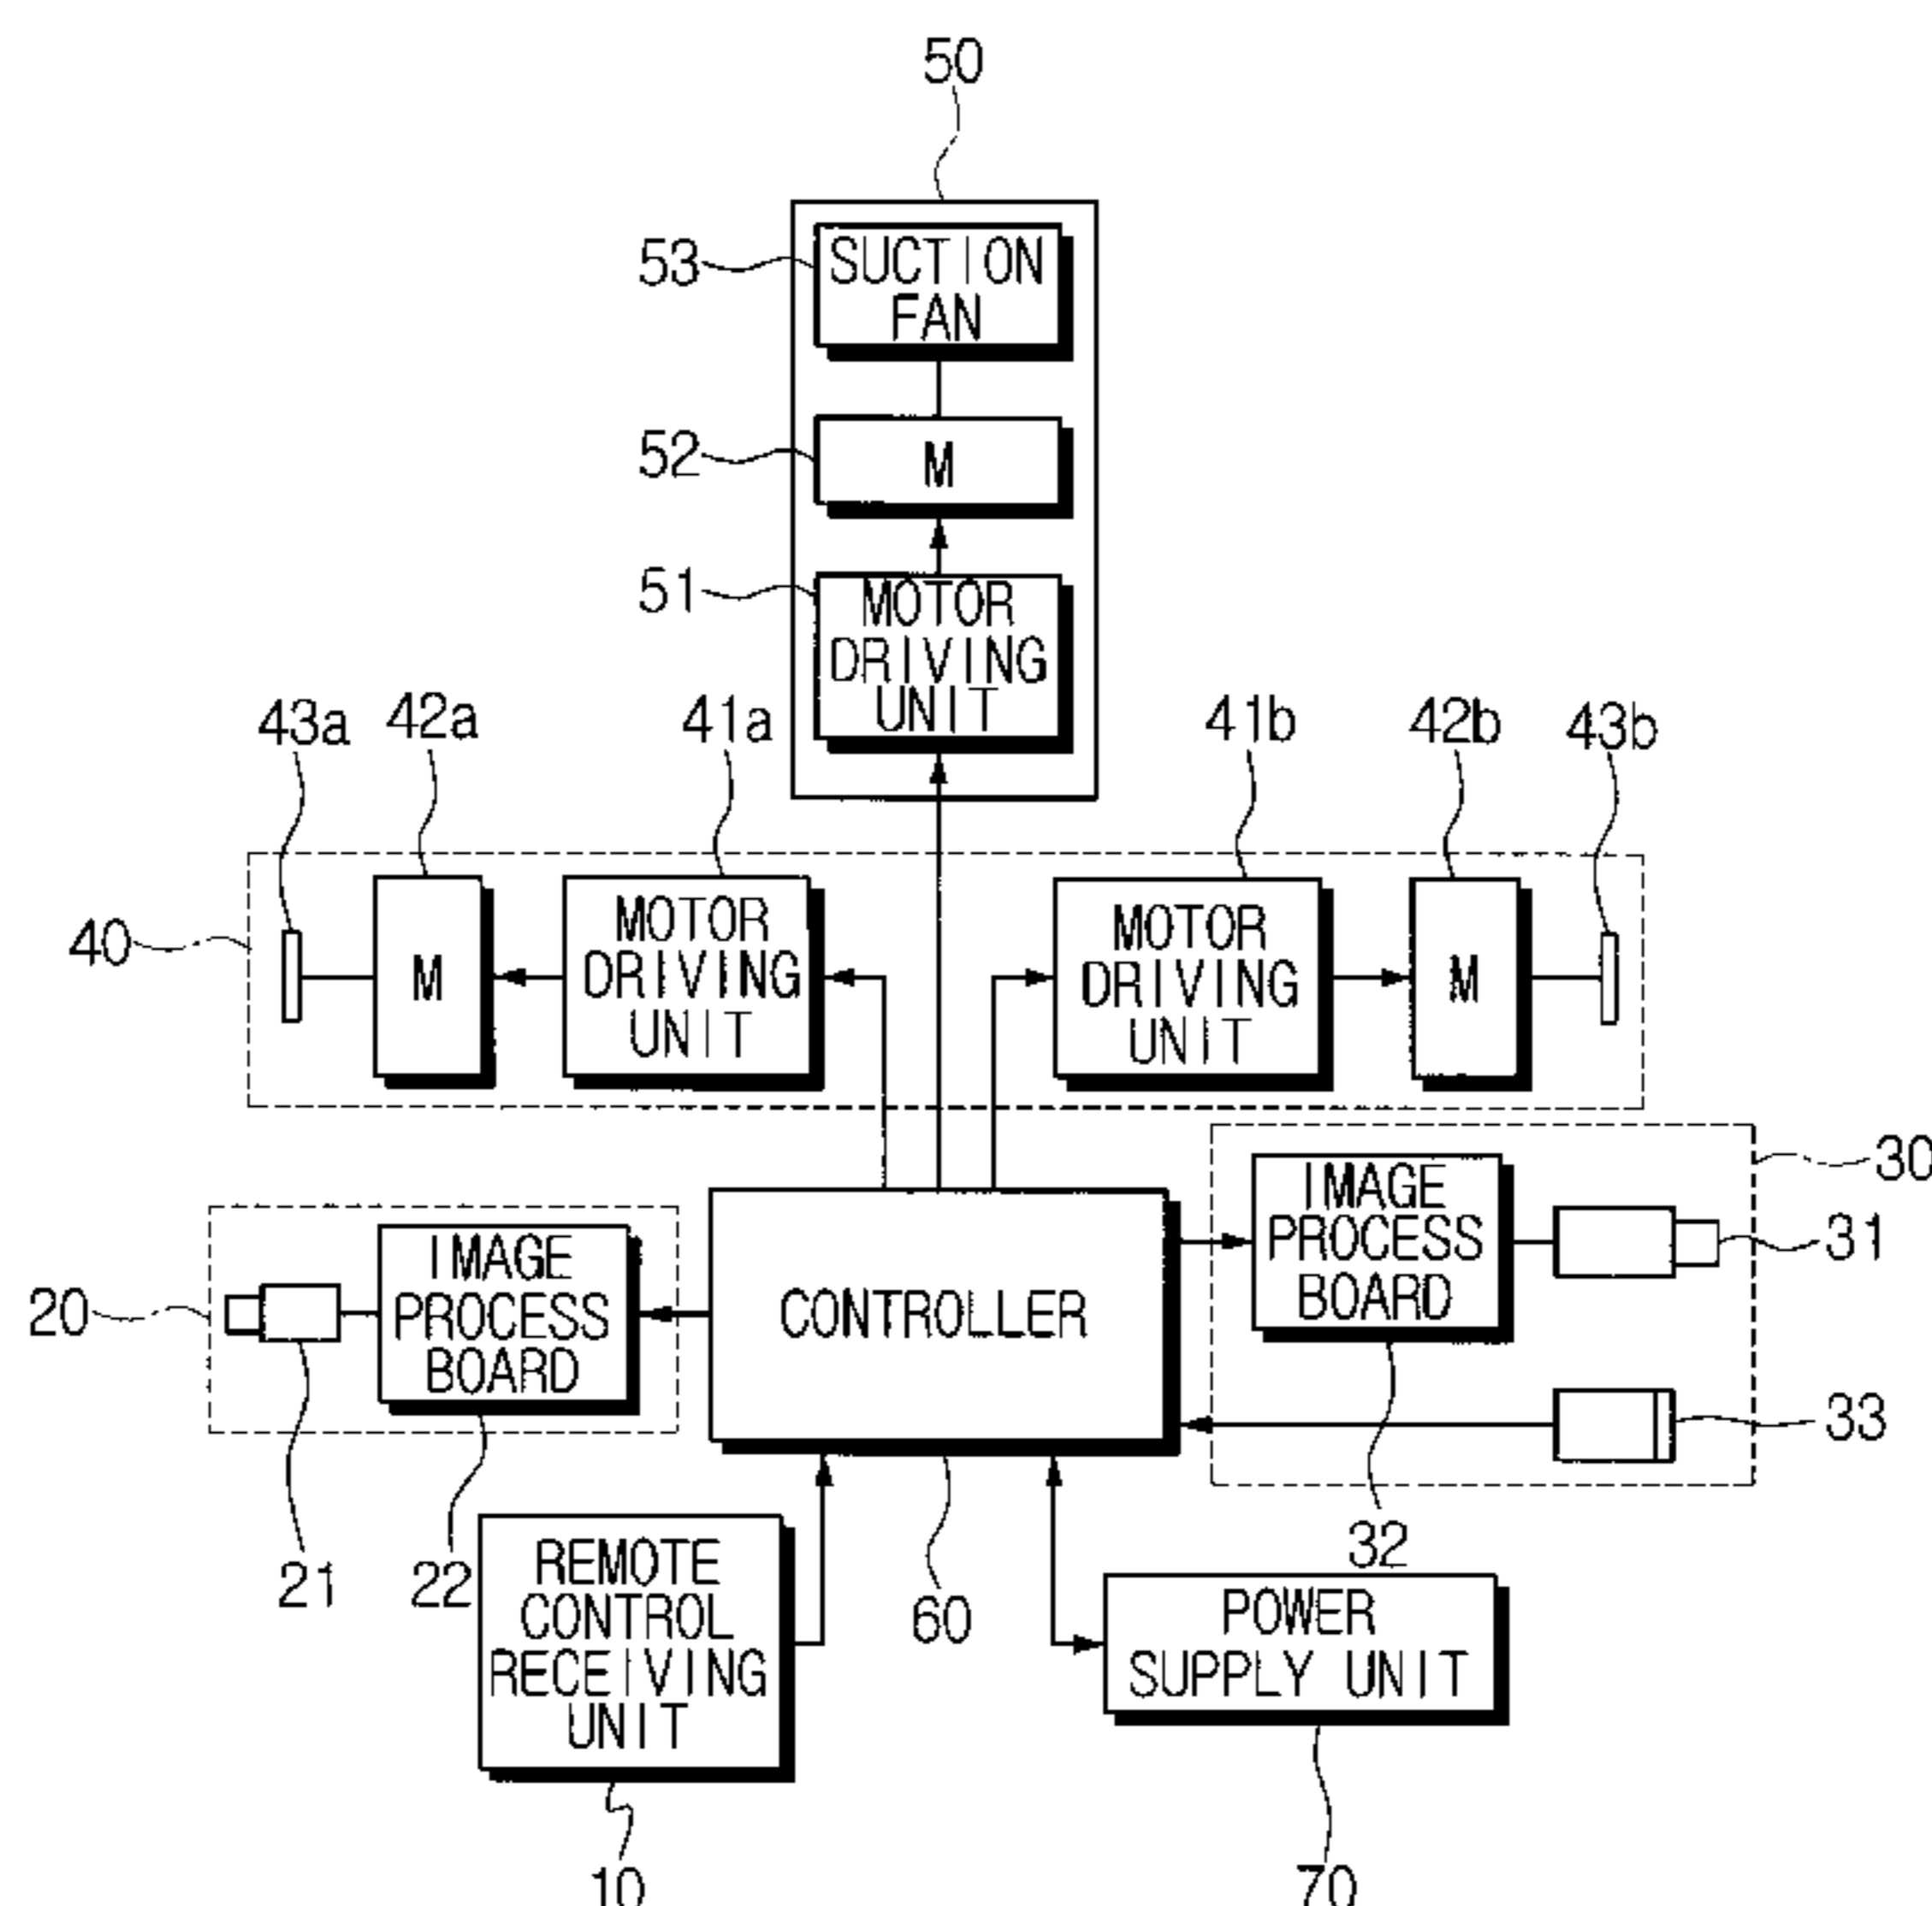 50
53
SUCTION
FAN
52
M
51
MOTOR
DRIVING
UNIT
43a
42a
41a
41b
42b
43b
40
M
MOTOR
DRIVING
UNIT
MOTOR
DRIVING
UNIT
M
30
IMAGE
PROCESS
BOARD
31
20
IMAGE
PROCESS
BOARD
CONTROLLER
33
21
22
32
REMOTE
CONTROL
RECEIVING
UNIT
60
POWER
SUPPLY UNIT
10
70